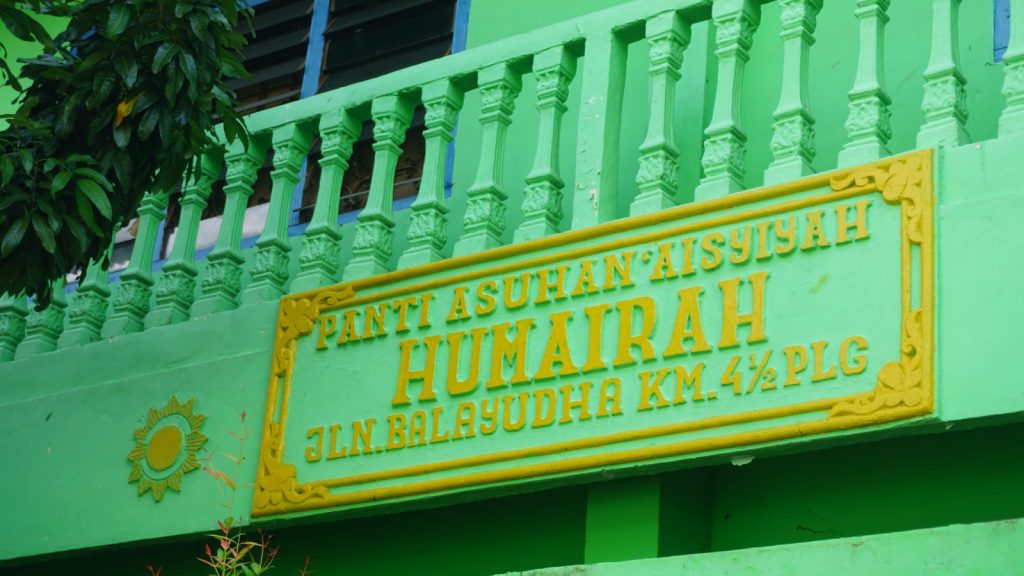 PANTI ASUHAN 'AISYIYAH
HUMAIRAH
JLN.BALAYUDHA KM.4½ PLG